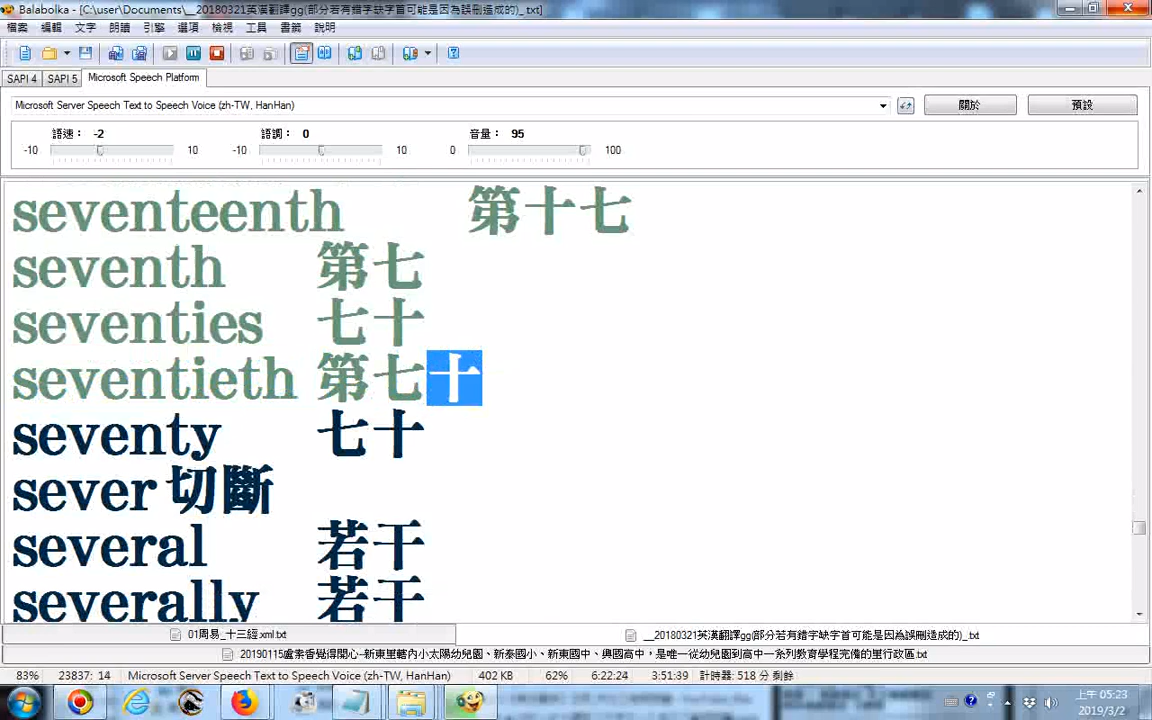 Balabolka - [C:\user\Documents\__20180321英漢翻譯gg(部分若有錯字缺字首可能是因為誤刪造成的)_.txt]
檔案 編輯 文字 朗讀 引擎 選項 檢視 工具 書籤 說明
SAPI 4 SAPI 5 Microsoft Speech Platform
Microsoft Server Speech Text to Speech Voice (zh-TW, HanHan) 關於 預設
語速： -2 語調： 0 音量： 95
-10 10 -10 10 0 100
seventeenth 第十七
seventh 第七
seventies 七十
seventieth 第七十
seventy 七十
sever 切斷
several 若干
severally 若干
01周易_十三經.xml.txt __20180321英漢翻譯gg(部分若有錯字缺字首可能是因為誤刪造成的)_.txt
20190115盧素香覺得開心-新東里轄內小太陽幼兒園、新泰國小、新東國中、興國高中，是唯一從幼兒園到高中一系列教育學程完備的里行政區.txt
83% 23837: 14 Microsoft Server Speech Text to Speech Voice (zh-TW, HanHan) 402 KB 62% 6:22:24 3:51:39 計時器: 518 分 剩餘
上午 05:23
2019/3/2